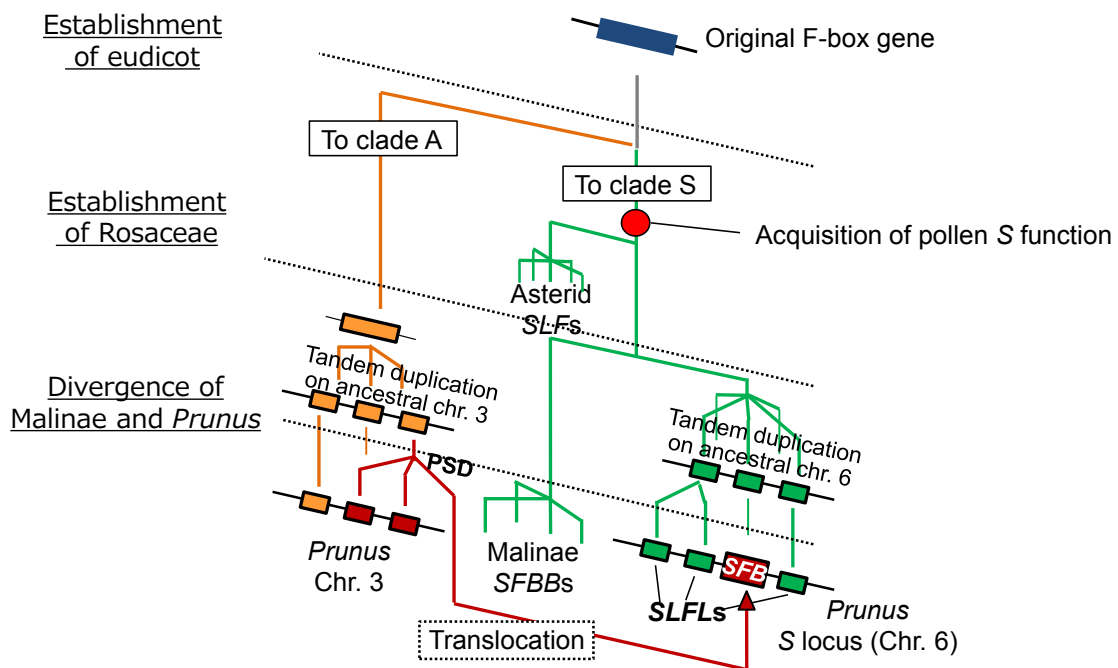 Establishment
of eudicot
Original F-box gene
To clade A
To clade S
Establishment
of Rosaceae
Acquisition of pollen S function
Asterid
SLFs
Divergence of
Malinae and Prunus
Tandem duplication
on ancestral chr. 3
Tandem duplication
on ancestral chr. 6
PSD
Prunus
Chr. 3
Malinae
SFBBs
SFB
SLFLs
Prunus
S locus (Chr. 6)
Translocation